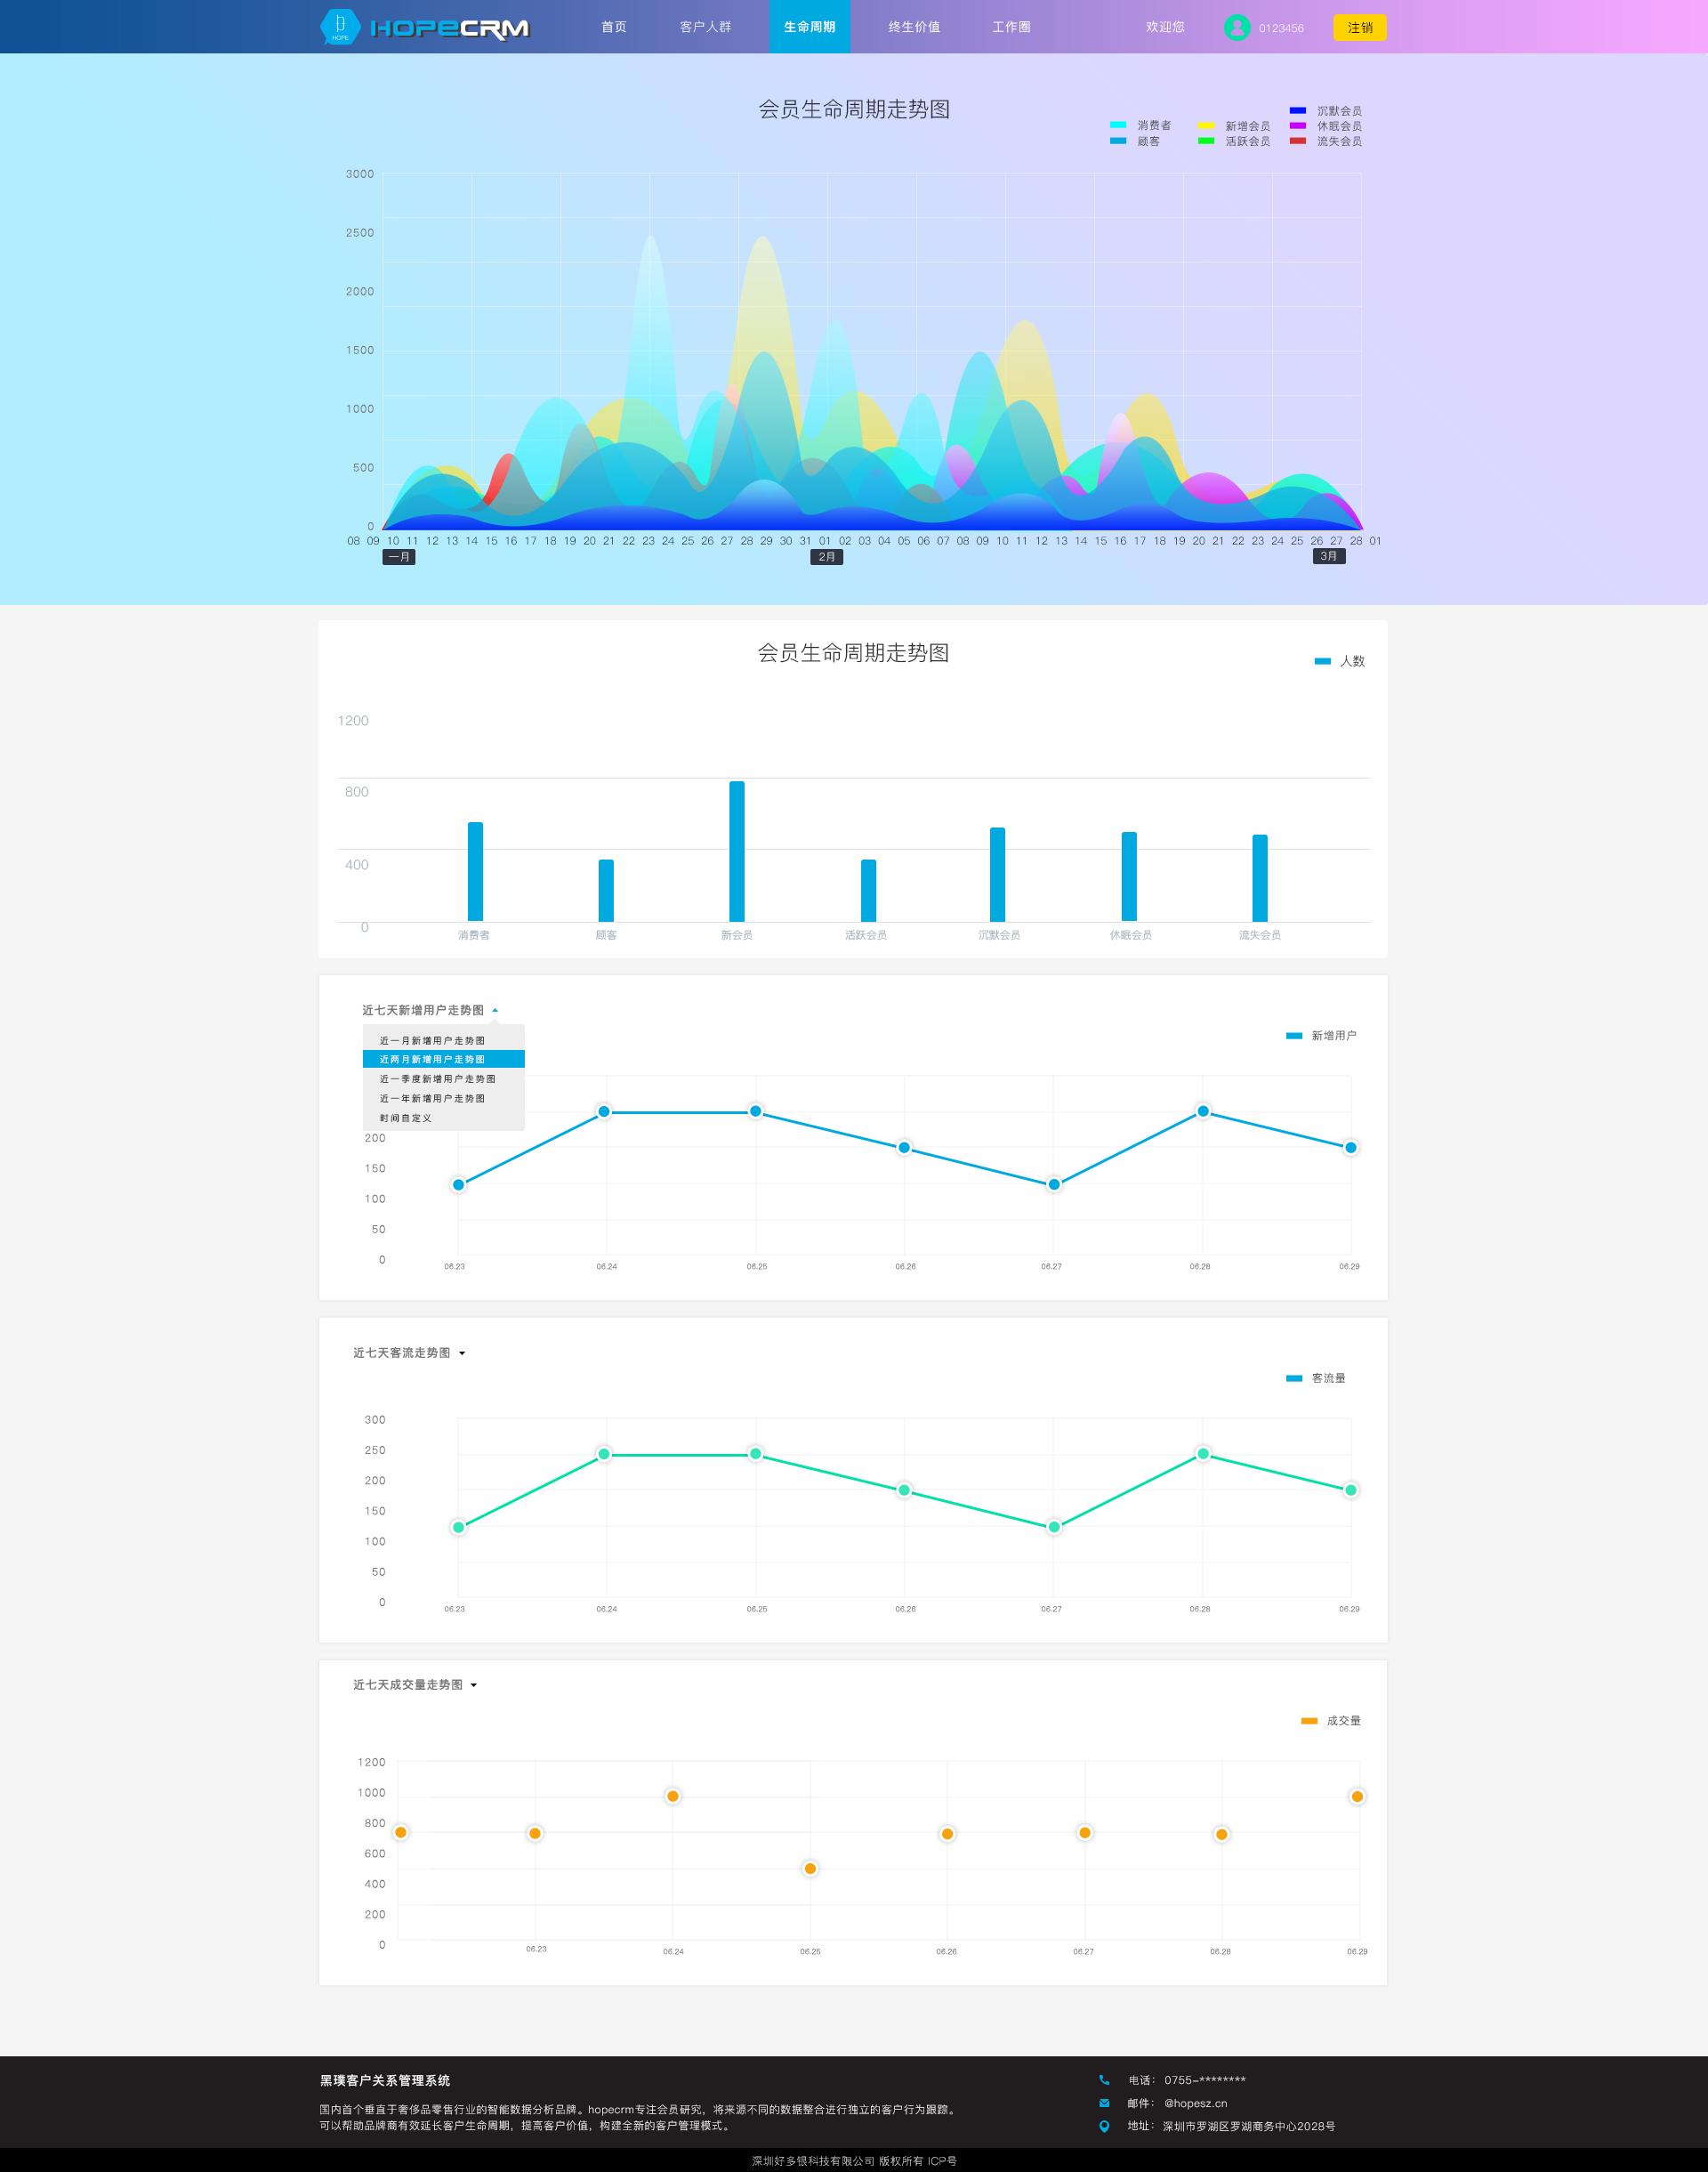 HOPE HOPECRM 首页 客户人群 生命周期 终生价值 工作圈 欢迎您 0123456 注销
会员生命周期走势图
沉默会员
消费者 新增会员 休眠会员
顾客 活跃会员 流失会员
3000
2500
2000
1500
1000
500
0
08 09 10 11 12 13 14 15 16 17 18 19 20 21 22 23 24 25 26 27 28 29 30 31 01 02 03 04 05 06 07 08 09 10 11 12 13 14 15 16 17 18 19 20 21 22 23 24 25 26 27 28 01
一月 2月 3月
会员生命周期走势图
人数
1200
800
400
0
消费者 顾客 新会员 活跃会员 沉默会员 休眠会员 流失会员
近七天新增用户走势图
新增用户
近一月新增用户走势图
近两月新增用户走势图
近一季度新增用户走势图
近一年新增用户走势图
时间自定义
200
150
100
50
0
06.23 06.24 06.25 06.26 06.27 06.28 06.29
近七天客流走势图
客流量
300
250
200
150
100
50
0
06.23 06.24 06.25 06.26 06.27 06.28 06.29
近七天成交量走势图
成交量
1200
1000
800
600
400
200
0
06.23 06.24 06.25 06.26 06.27 06.28 06.29
黑璞客户关系管理系统
国内首个垂直于奢侈品零售行业的智能数据分析品牌。hopecrm专注会员研究，将来源不同的数据整合进行独立的客户行为跟踪。
可以帮助品牌商有效延长客户生命周期，提高客户价值，构建全新的客户管理模式。
电话： 0755-********
邮件： @hopesz.cn
地址： 深圳市罗湖区罗湖商务中心2028号
深圳好多银科技有限公司 版权所有 ICP号